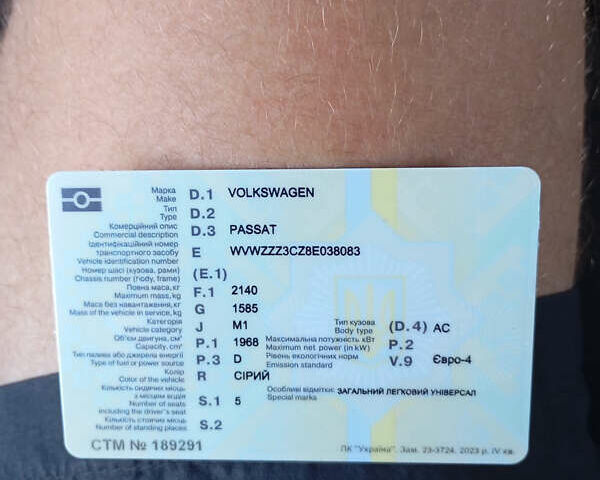 Марка
Make D.1 VOLKSWAGEN
Тип
Type D.2
Комерційний опис
Commercial description D.3 PASSAT
Ідентифікаційний номер
транспортного засобу E WVWZZZ3CZ8E038083
Vehicle identification number
Номер шасі (кузова, рами) (E.1)
Chassis number (body, frame)
Повна маса, кг
Maximum mass, kg F.1 2140
Маса без навантаження, кг G 1585
Mass of the vehicle in service, kg
Категорія
Vehicle category J M1 Тип кузова
Body type (D.4) AC
Об'єм двигуна, см³
Capacity, cm³ P.1 1968 Максимальна потужність кВт
Maximum net power (in kW) P.2
Тип палива або джерела енергії
Type of fuel or power source P.3 D Рівень екологічних норм
Emission standard V.9 Євро-4
Колір
Color of the vehicle R СІРИЙ
Кількість сидячих місць
з місцем водія
Number of seats S.1 5 Особливі відмітки: ЗАГАЛЬНИЙ ЛЕГКОВИЙ УНІВЕРСАЛ
including the driver's seat Special marks
Кількість стоячих місць
Number of standing places S.2
СТМ № 189291 ПК "Україна". Зам. 23-3724. 2023 р. IV кв.